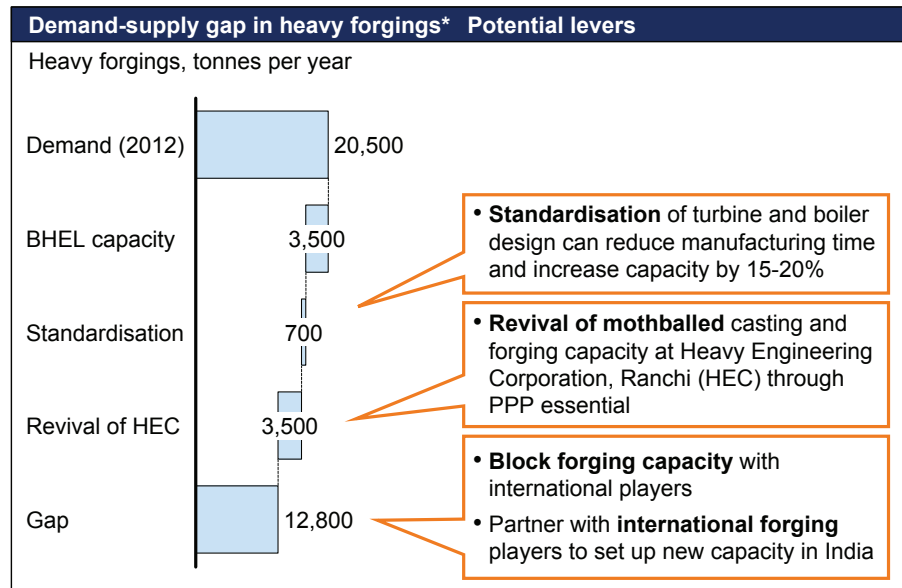 Demand-supply gap in heavy forgings* Potential levers
Heavy forgings, tonnes per year
Demand (2012) 20,500
BHEL capacity 3,500
Standardisation 700
Revival of HEC 3,500
Gap 12,800
• Standardisation of turbine and boiler
design can reduce manufacturing time
and increase capacity by 15-20%
• Revival of mothballed casting and
forging capacity at Heavy Engineering
Corporation, Ranchi (HEC) through
PPP essential
• Block forging capacity with
international players
• Partner with international forging
players to set up new capacity in India